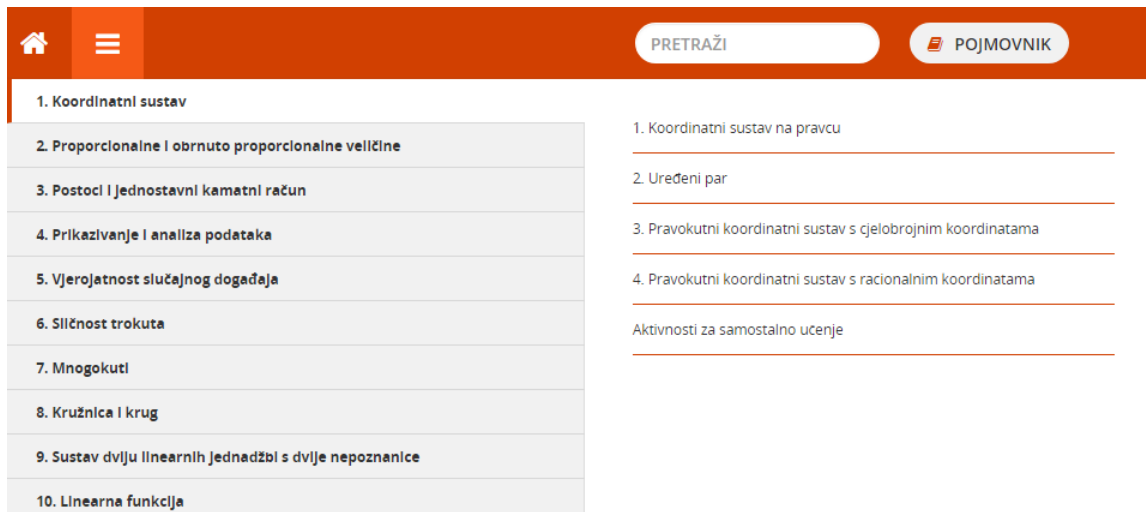 PRETRAŽI
POJMOVNIK
1. Koordinatni sustav
2. Proporcionalne i obrnuto proporcionalne veličine
3. Postoci i jednostavni kamatni račun
4. Prikazivanje i analiza podataka
5. Vjerojatnost slučajnog događaja
6. Sličnost trokuta
7. Mnogokuti
8. Kružnica i krug
9. Sustav dviju linearnih jednadžbi s dvije nepoznanice
10. Linearna funkcija
1. Koordinatni sustav na pravcu
2. Uređeni par
3. Pravokutni koordinatni sustav s cjelobrojnim koordinatama
4. Pravokutni koordinatni sustav s racionalnim koordinatama
Aktivnosti za samostalno učenje